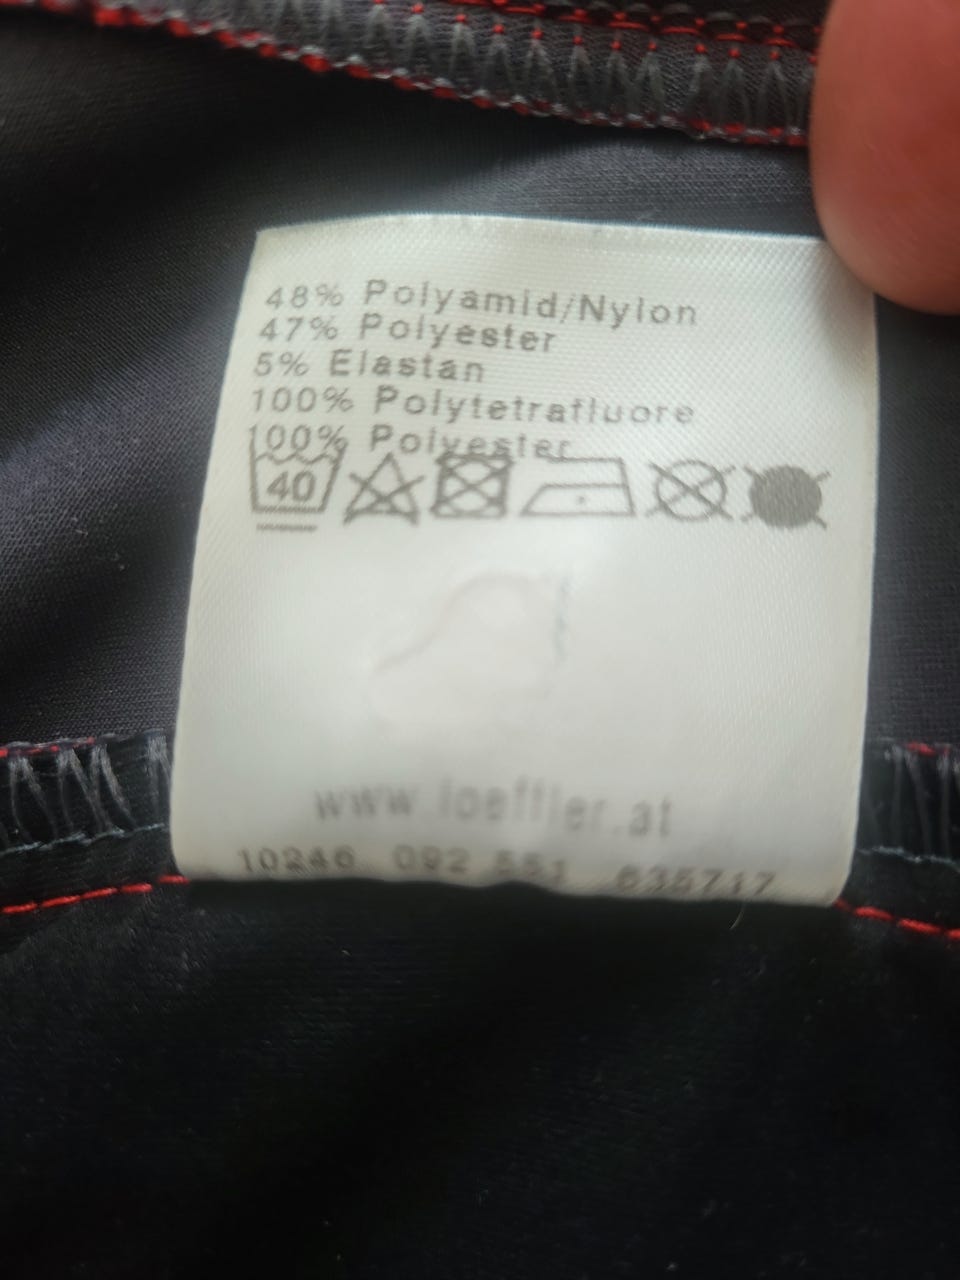 48% Polyamid/Nylon
47% Polyester
5% Elastan
100% Polytetrafluore
100% Polyester
40
www.loeffler.at
10246 092 551 635717